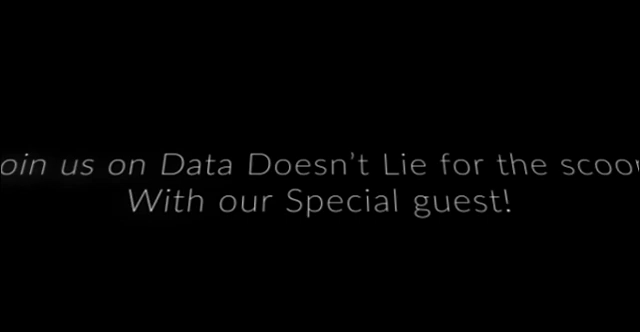 oin us on Data Doesn't Lie for the scoo
With our Special guest!